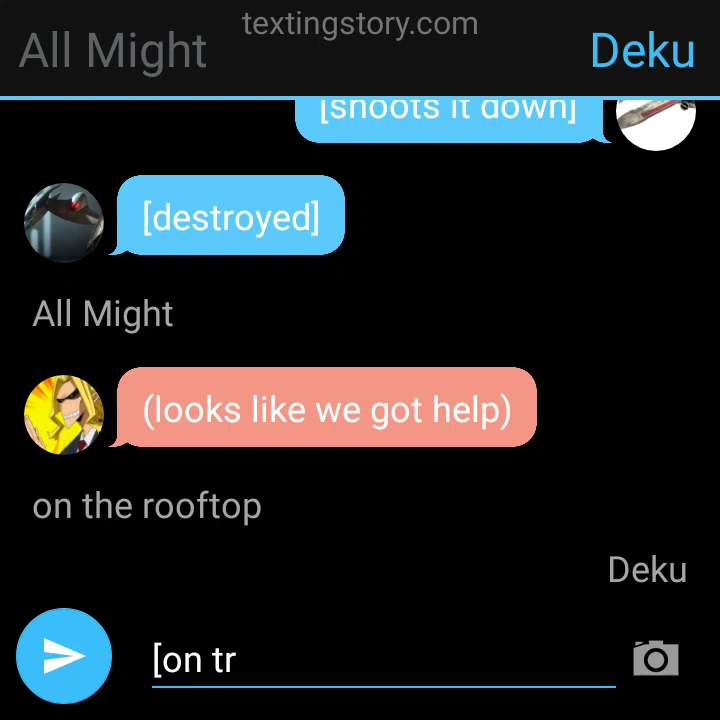 textingstory.com
All Might
Deku
[shoots it down]
[destroyed]
All Might
(looks like we got help)
on the rooftop
Deku
[on tr